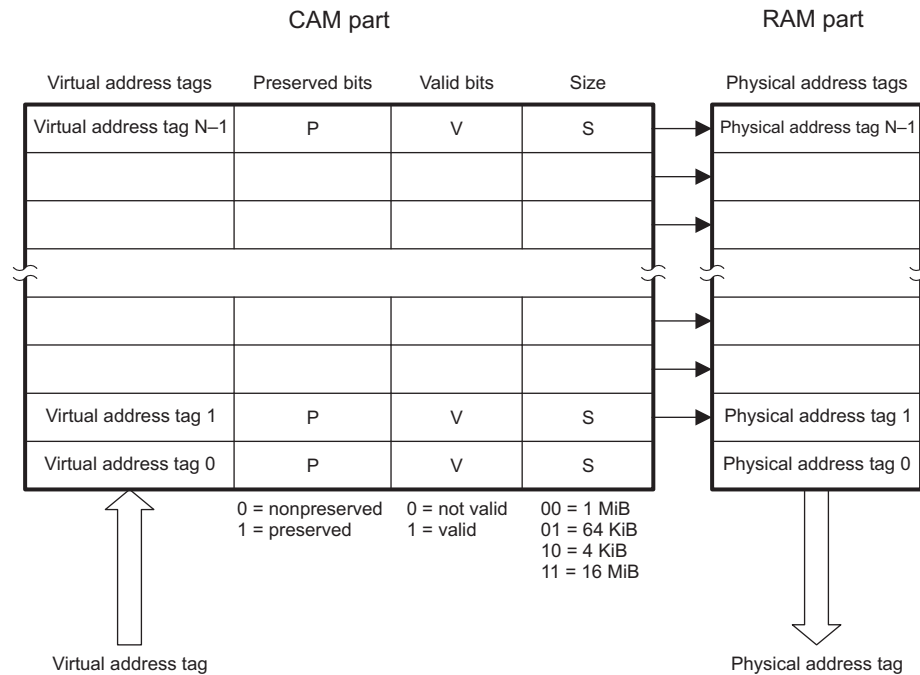 CAM part
RAM part
Virtual address tags
Preserved bits
Valid bits
Size
Physical address tags
Virtual address tag N–1
P
V
S
Physical address tag N–1
Virtual address tag 1
P
V
S
Physical address tag 1
Virtual address tag 0
P
V
S
Physical address tag 0
0 = nonpreserved
1 = preserved
0 = not valid
1 = valid
00 = 1 MiB
01 = 64 KiB
10 = 4 KiB
11 = 16 MiB
Virtual address tag
Physical address tag